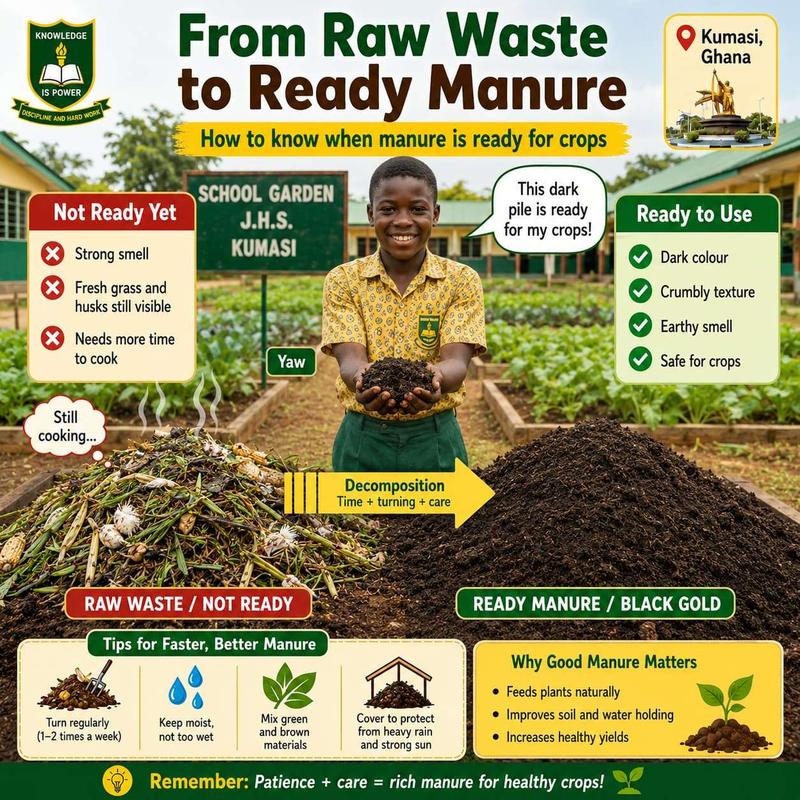 KNOWLEDGE
IS POWER
DISCIPLINE AND HARD WORK
From Raw Waste
to Ready Manure
How to know when manure is ready for crops
Kumasi,
Ghana
Not Ready Yet
Strong smell
Fresh grass and
husks still visible
Needs more time
to cook
SCHOOL GARDEN
J.H.S.
KUMASI
This dark
pile is ready
for my crops!
Ready to Use
Dark colour
Crumbly texture
Earthy smell
Safe for crops
Yaw
Still
cooking...
Decomposition
Time + turning + care
RAW WASTE / NOT READY
READY MANURE / BLACK GOLD
Tips for Faster, Better Manure
Turn regularly
(1–2 times a week)
Keep moist,
not too wet
Mix green
and brown
materials
Cover to protect
from heavy rain
and strong sun
Why Good Manure Matters
• Feeds plants naturally
• Improves soil and water holding
• Increases healthy yields
Remember: Patience + care = rich manure for healthy crops!